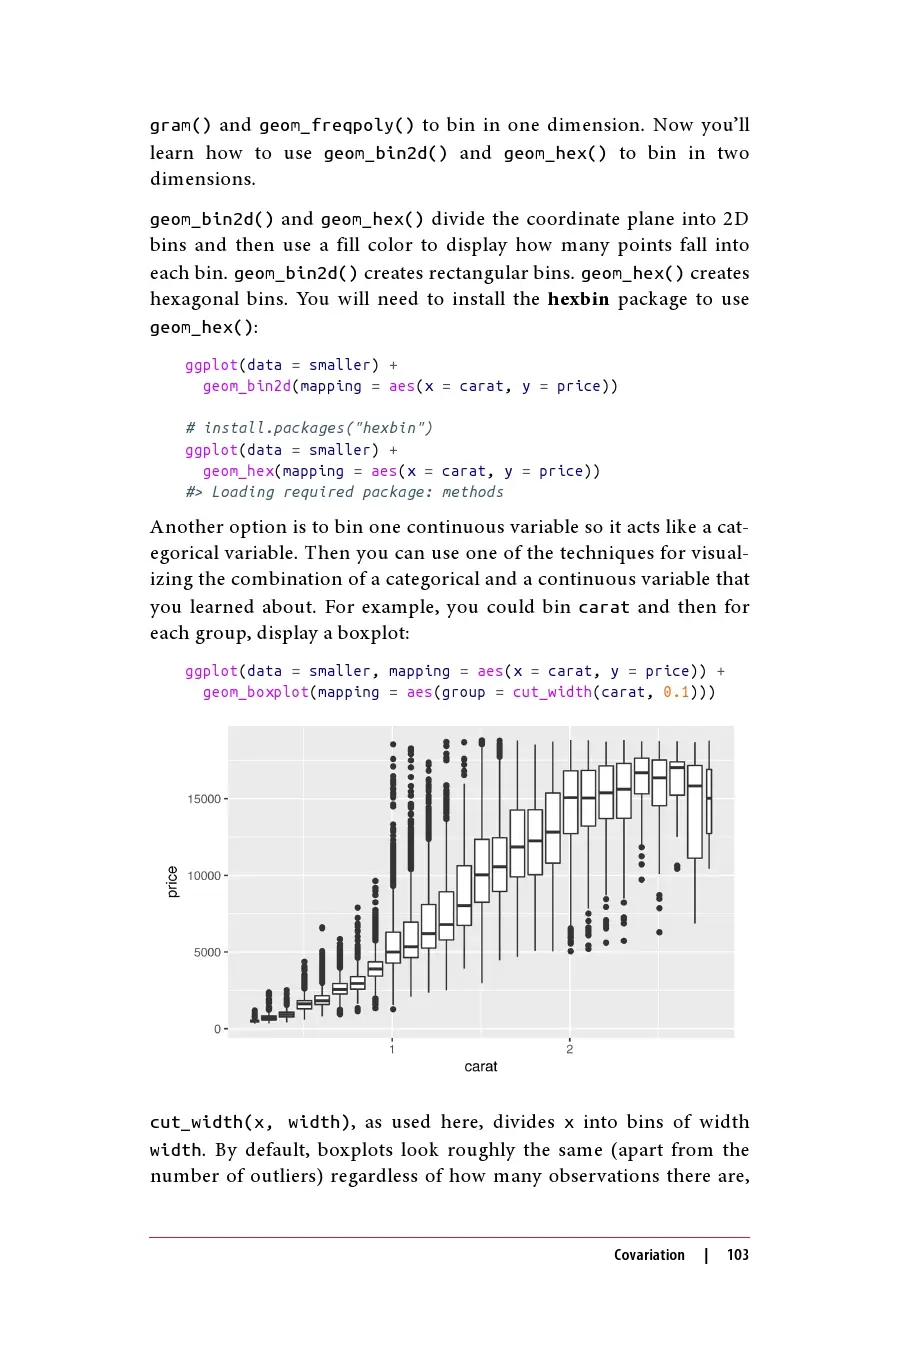 gram() and geom_freqpoly() to bin in one dimension. Now you’ll
learn how to use geom_bin2d() and geom_hex() to bin in two
dimensions.
geom_bin2d() and geom_hex() divide the coordinate plane into 2D
bins and then use a fill color to display how many points fall into
each bin. geom_bin2d() creates rectangular bins. geom_hex() creates
hexagonal bins. You will need to install the hexbin package to use
geom_hex():
ggplot(data = smaller) +
  geom_bin2d(mapping = aes(x = carat, y = price))
# install.packages("hexbin")
ggplot(data = smaller) +
  geom_hex(mapping = aes(x = carat, y = price))
#> Loading required package: methods
Another option is to bin one continuous variable so it acts like a cat-
egorical variable. Then you can use one of the techniques for visual-
izing the combination of a categorical and a continuous variable that
you learned about. For example, you could bin carat and then for
each group, display a boxplot:
ggplot(data = smaller, mapping = aes(x = carat, y = price)) +
  geom_boxplot(mapping = aes(group = cut_width(carat, 0.1)))
15000
10000
price
5000
0
1 2
carat
cut_width(x, width), as used here, divides x into bins of width
width. By default, boxplots look roughly the same (apart from the
number of outliers) regardless of how many observations there are,
Covariation | 103